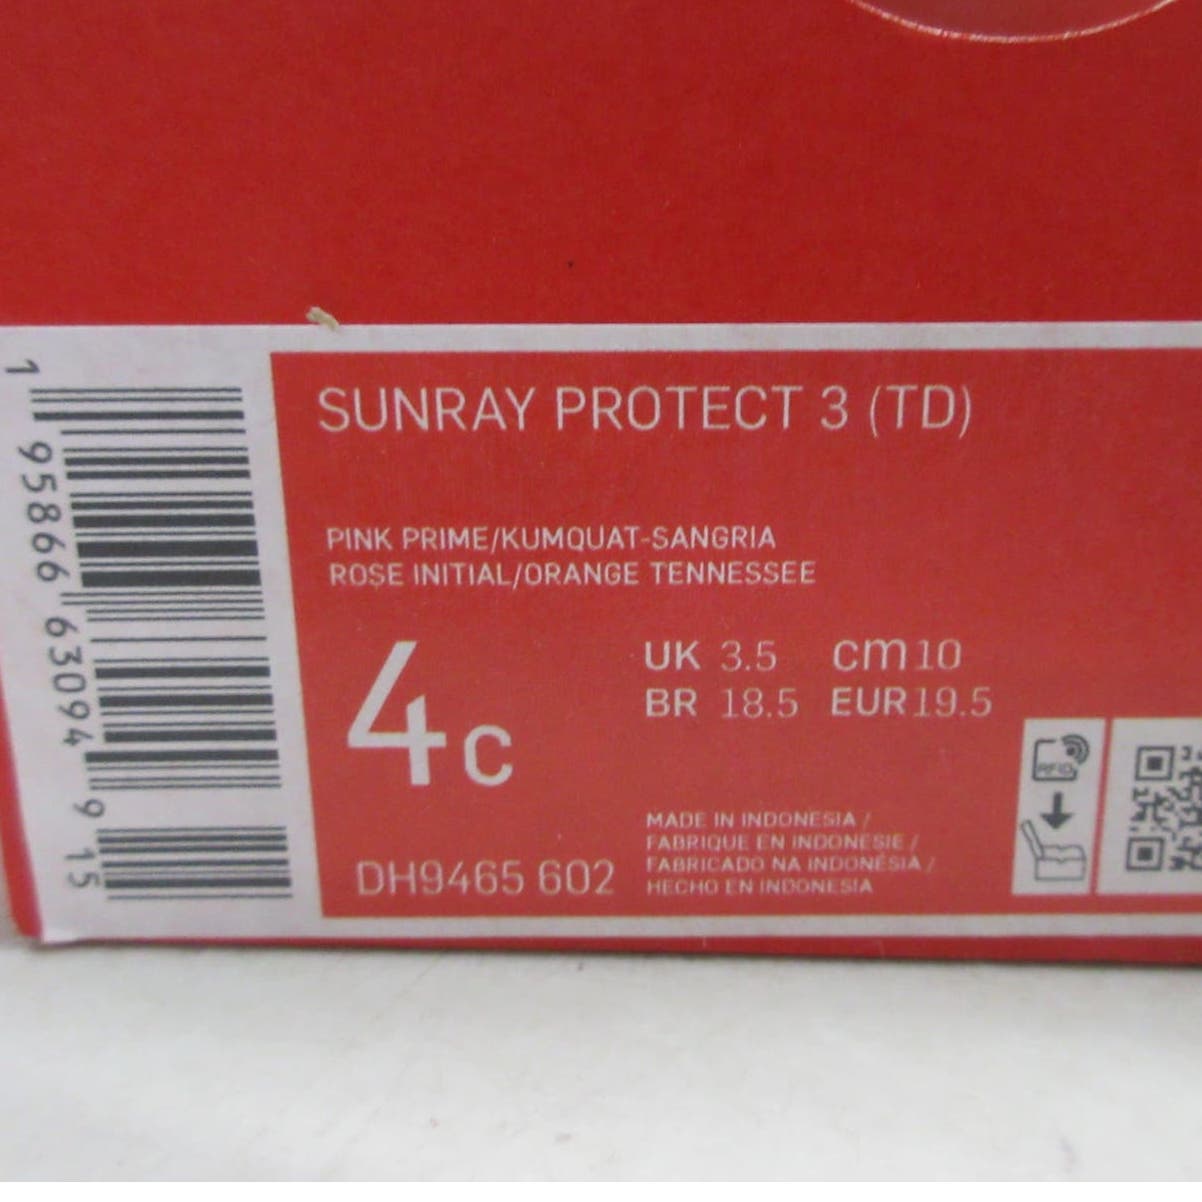 SUNRAY PROTECT 3 (TD)
PINK PRIME/KUMQUAT-SANGRIA
ROSE INITIAL/ORANGE TENNESSEE
4C
UK 3.5 cm 10
BR 18.5 EUR 19.5
DH9465 602
MADE IN INDONESIA /
FABRIQUE EN INDONESIE /
FABRICADO NA INDONÉSIA /
HECHO EN INDONESIA
RFID
1 95866 63094 9 15